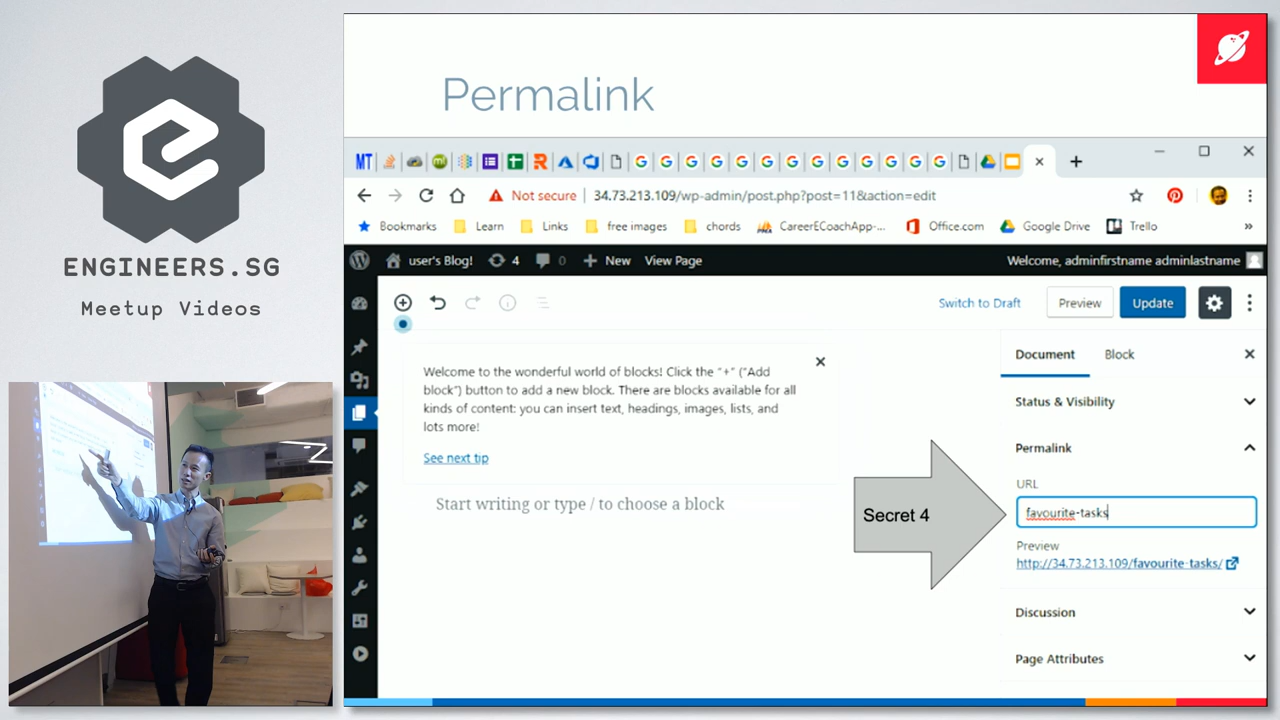 ENGINEERS.SG
Meetup Videos
Permalink
MT
Not secure
34.73.213.109/wp-admin/post.php?post=11&action=edit
Bookmarks
Learn
Links
free images
chords
CareerECoachApp-...
Office.com
Google Drive
Trello
»
user's Blog!
4
0
New
View Page
Welcome, adminfirstname adminlastname
Switch to Draft
Preview
Update
Document
Block
Welcome to the wonderful world of blocks! Click the “+” (“Add
block”) button to add a new block. There are blocks available for all
kinds of content: you can insert text, headings, images, lists, and
lots more!
See next tip
Start writing or type / to choose a block
Status & Visibility
Permalink
URL
Secret 4
favourite-tasks
Preview
http://34.73.213.109/favourite-tasks/
Discussion
Page Attributes